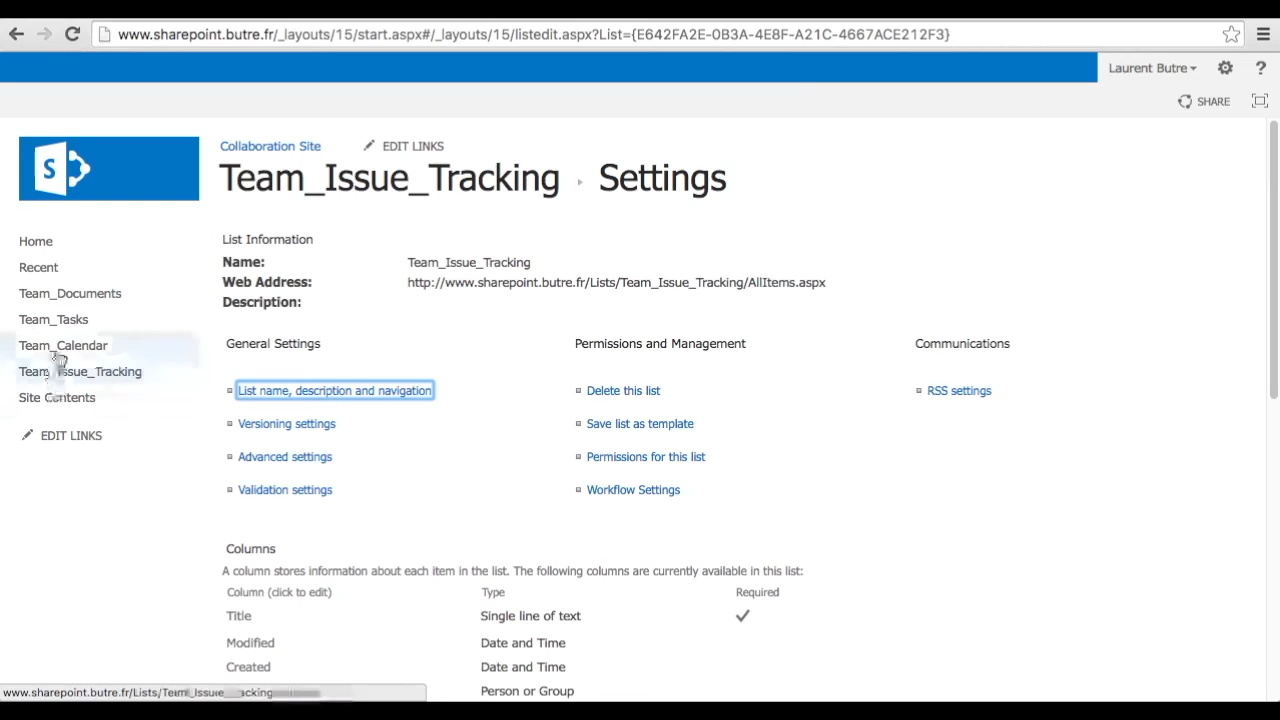 www.sharepoint.butre.fr/_layouts/15/start.aspx#/_layouts/15/listedit.aspx?List={E642FA2E-0B3A-4E8F-A21C-4667ACE212F3}
Laurent Butre
?
SHARE
S
Collaboration Site
EDIT LINKS
Team_Issue_Tracking Settings
Home
Recent
Team_Documents
Team_Tasks
Team_Calendar
Team_Issue_Tracking
Site Contents
EDIT LINKS
List Information
Name: Team_Issue_Tracking
Web Address: http://www.sharepoint.butre.fr/Lists/Team_Issue_Tracking/AllItems.aspx
Description:
General Settings Permissions and Management Communications
List name, description and navigation Delete this list RSS settings
Versioning settings Save list as template
Advanced settings Permissions for this list
Validation settings Workflow Settings
Columns
A column stores information about each item in the list. The following columns are currently available in this list:
Column (click to edit) Type Required
Title Single line of text
Modified Date and Time
Created Date and Time
Person or Group
www.sharepoint.butre.fr/Lists/